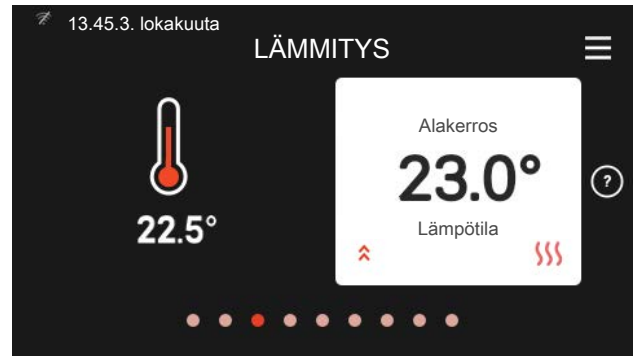 13.45.3. lokakuuta
LÄMMITYS
Alakerros
23.0°
?
22.5°
Lämpötila